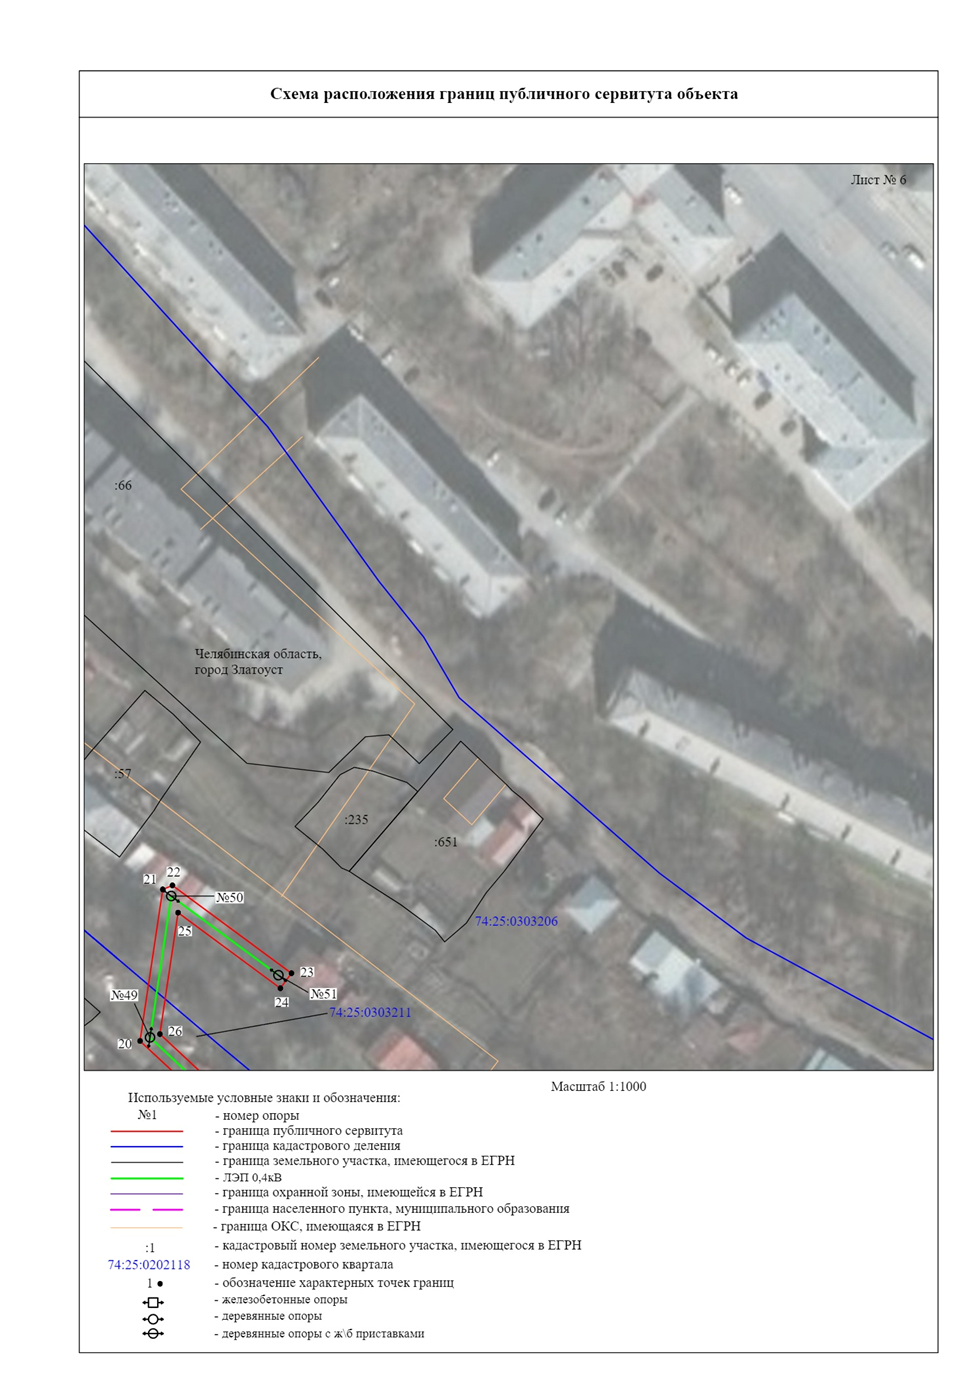 Схема расположения границ публичного сервитута объекта
Лист № 6
:66
Челябинская область,
город Златоуст
:57
:235
:651
22
21
№50
25
74:25:0303206
23
№51
24
№49
74:25:0303211
26
20
Масштаб 1:1000
Используемые условные знаки и обозначения:
№1 - номер опоры
- граница публичного сервитута
- граница кадастрового деления
- граница земельного участка, имеющегося в ЕГРН
- ЛЭП 0,4кВ
- граница охранной зоны, имеющейся в ЕГРН
- граница населенного пункта, муниципального образования
- граница ОКС, имеющаяся в ЕГРН
:1 - кадастровый номер земельного участка, имеющегося в ЕГРН
74:25:0202118 - номер кадастрового квартала
1 - обозначение характерных точек границ
- железобетонные опоры
- деревянные опоры
- деревянные опоры с ж\б приставками